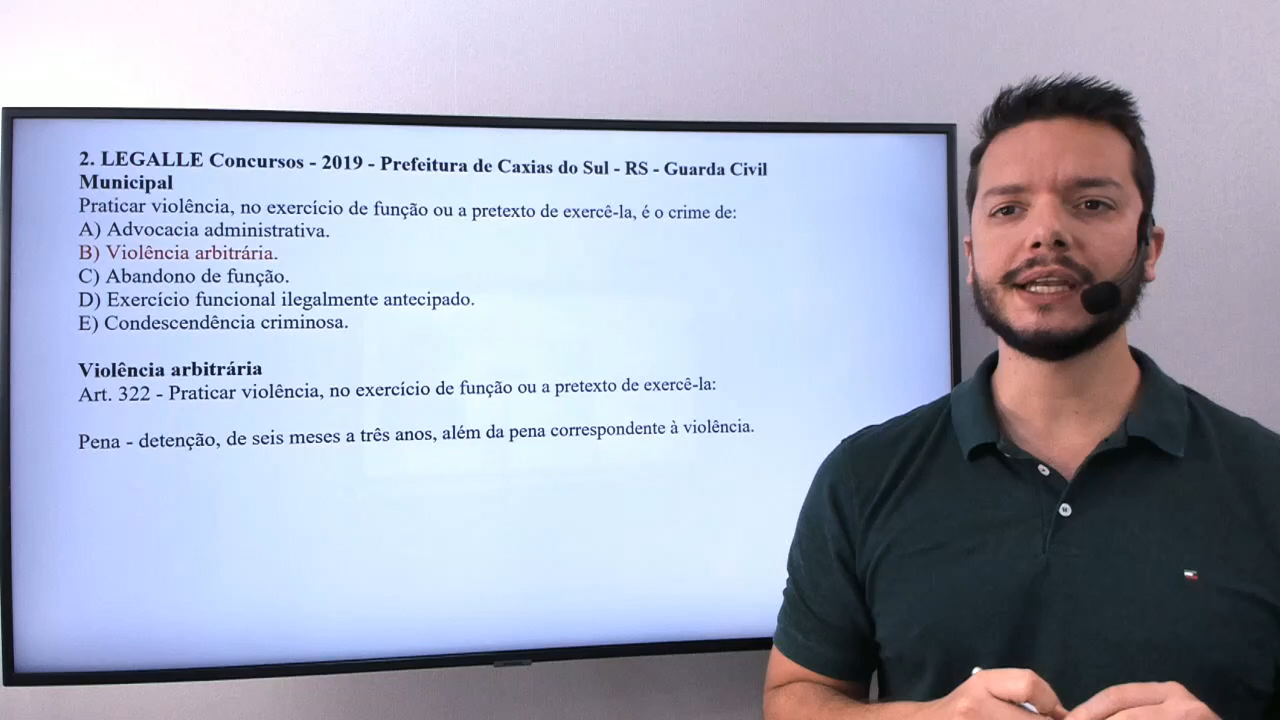 2. LEGALLE Concursos - 2019 - Prefeitura de Caxias do Sul - RS - Guarda Civil
Municipal
Praticar violência, no exercício de função ou a pretexto de exercê-la, é o crime de:
A) Advocacia administrativa.
B) Violência arbitrária.
C) Abandono de função.
D) Exercício funcional ilegalmente antecipado.
E) Condescendência criminosa.
Violência arbitrária
Art. 322 - Praticar violência, no exercício de função ou a pretexto de exercê-la:
Pena - detenção, de seis meses a três anos, além da pena correspondente à violência.